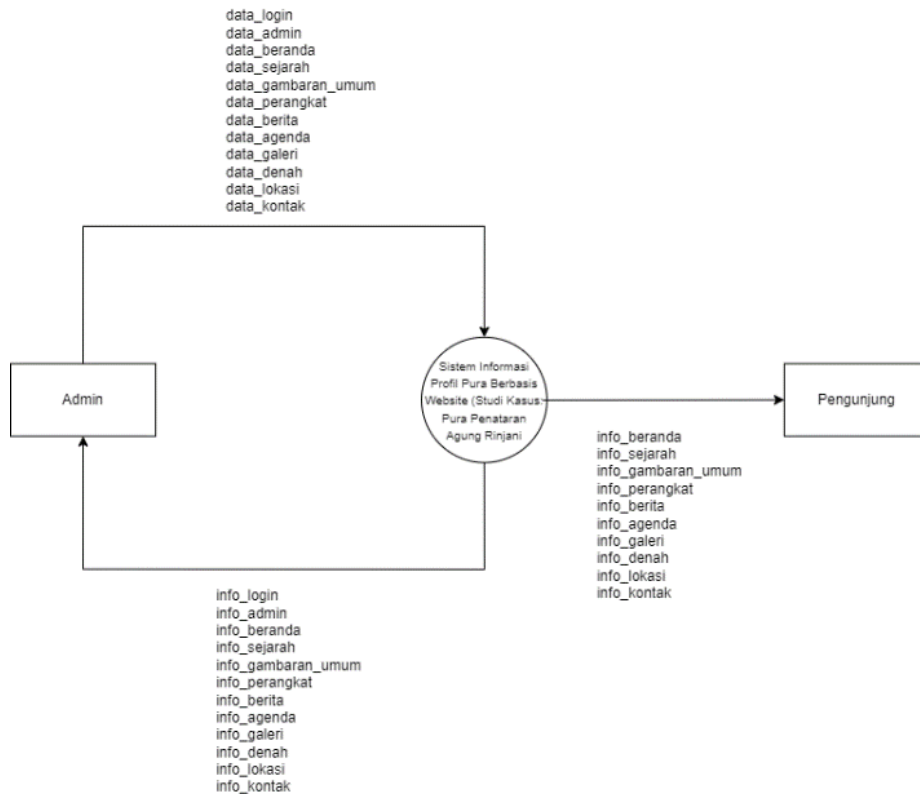 data_login
data_admin
data_beranda
data_sejarah
data_gambaran_umum
data_perangkat
data_berita
data_agenda
data_galeri
data_denah
data_lokasi
data_kontak
Admin
Sistem Informasi
Profil Pura Berbasis
Website (Studi Kasus:
Pura Penataran
Agung Rinjani
Pengunjung
info_beranda
info_sejarah
info_gambaran_umum
info_perangkat
info_berita
info_agenda
info_galeri
info_denah
info_lokasi
info_kontak
info_login
info_admin
info_beranda
info_sejarah
info_gambaran_umum
info_perangkat
info_berita
info_agenda
info_galeri
info_denah
info_lokasi
info_kontak